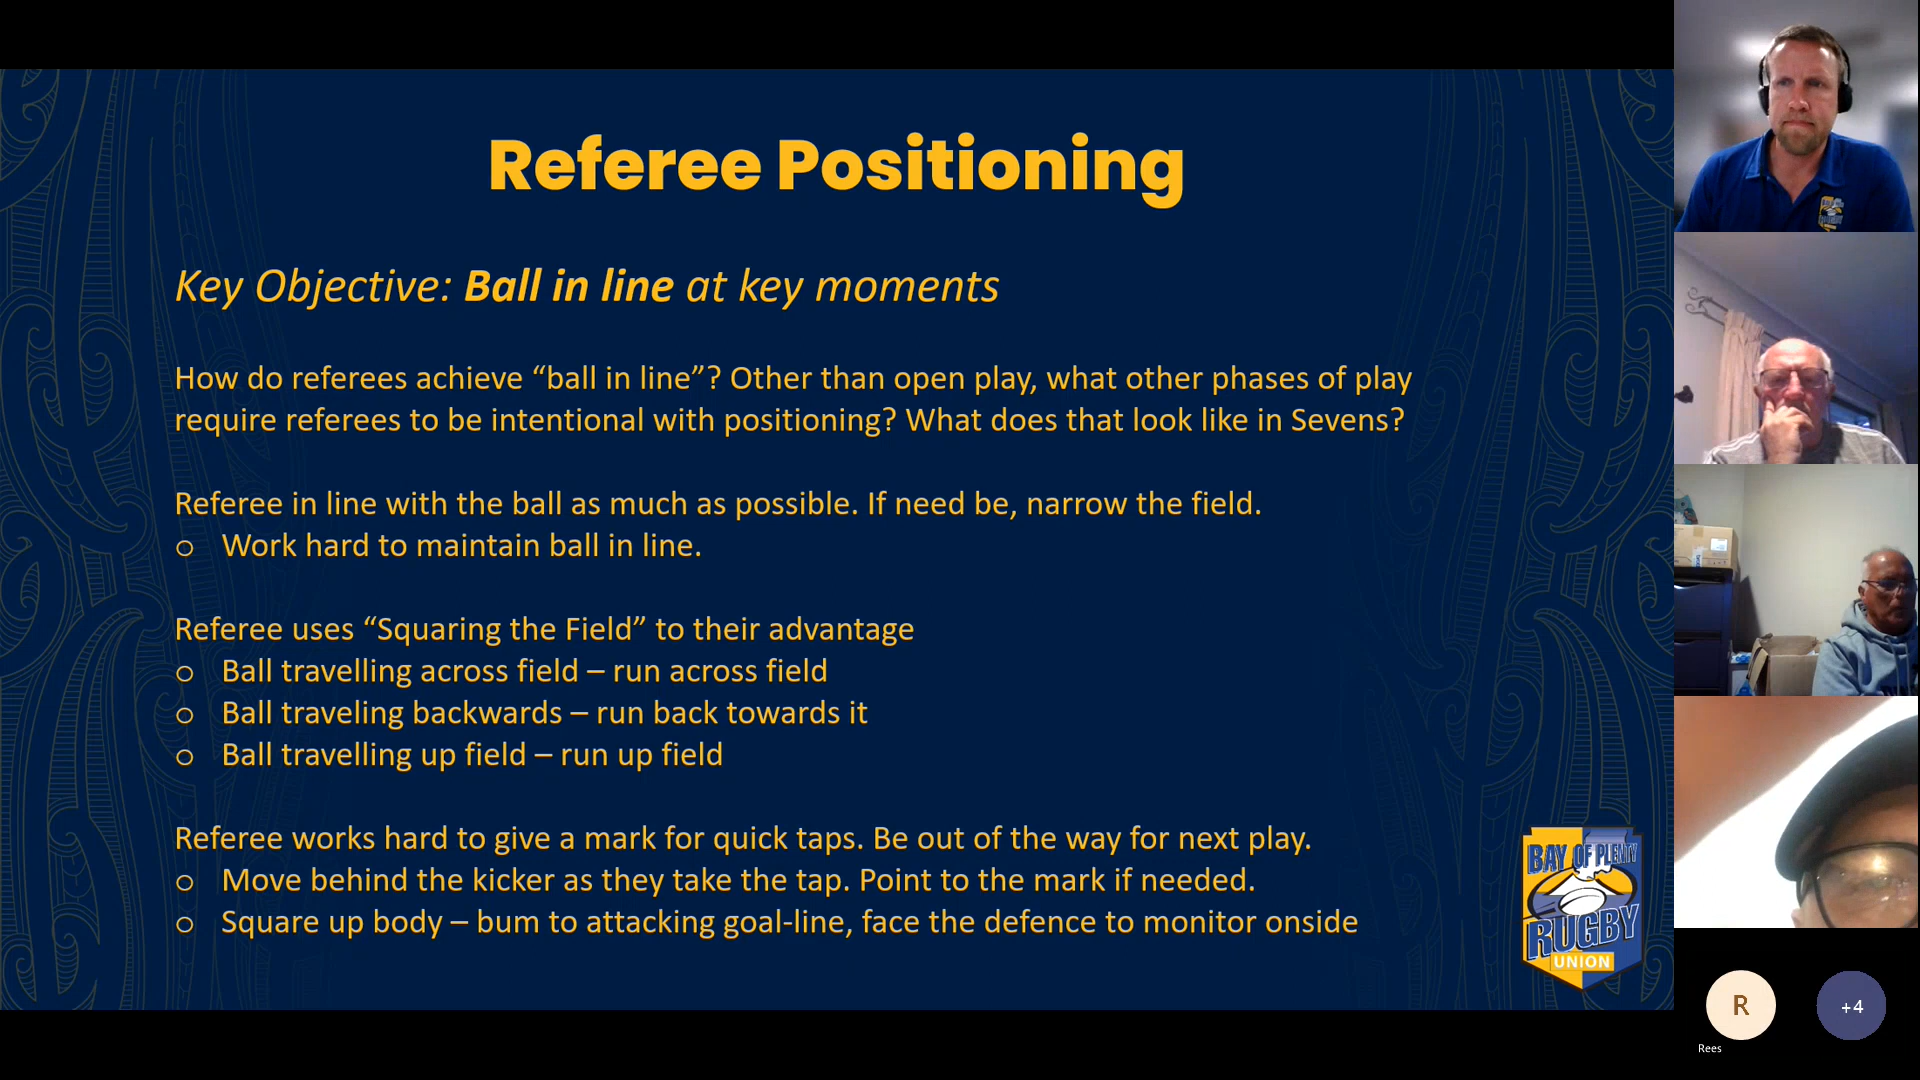 Referee Positioning
Key Objective: Ball in line at key moments
How do referees achieve “ball in line”? Other than open play, what other phases of play
require referees to be intentional with positioning? What does that look like in Sevens?
Referee in line with the ball as much as possible. If need be, narrow the field.
o Work hard to maintain ball in line.
Referee uses “Squaring the Field” to their advantage
o Ball travelling across field – run across field
o Ball traveling backwards – run back towards it
o Ball travelling up field – run up field
Referee works hard to give a mark for quick taps. Be out of the way for next play.
o Move behind the kicker as they take the tap. Point to the mark if needed.
o Square up body – bum to attacking goal-line, face the defence to monitor onside
BAY OF PLENTY
RUGBY
UNION
R
+4
Rees